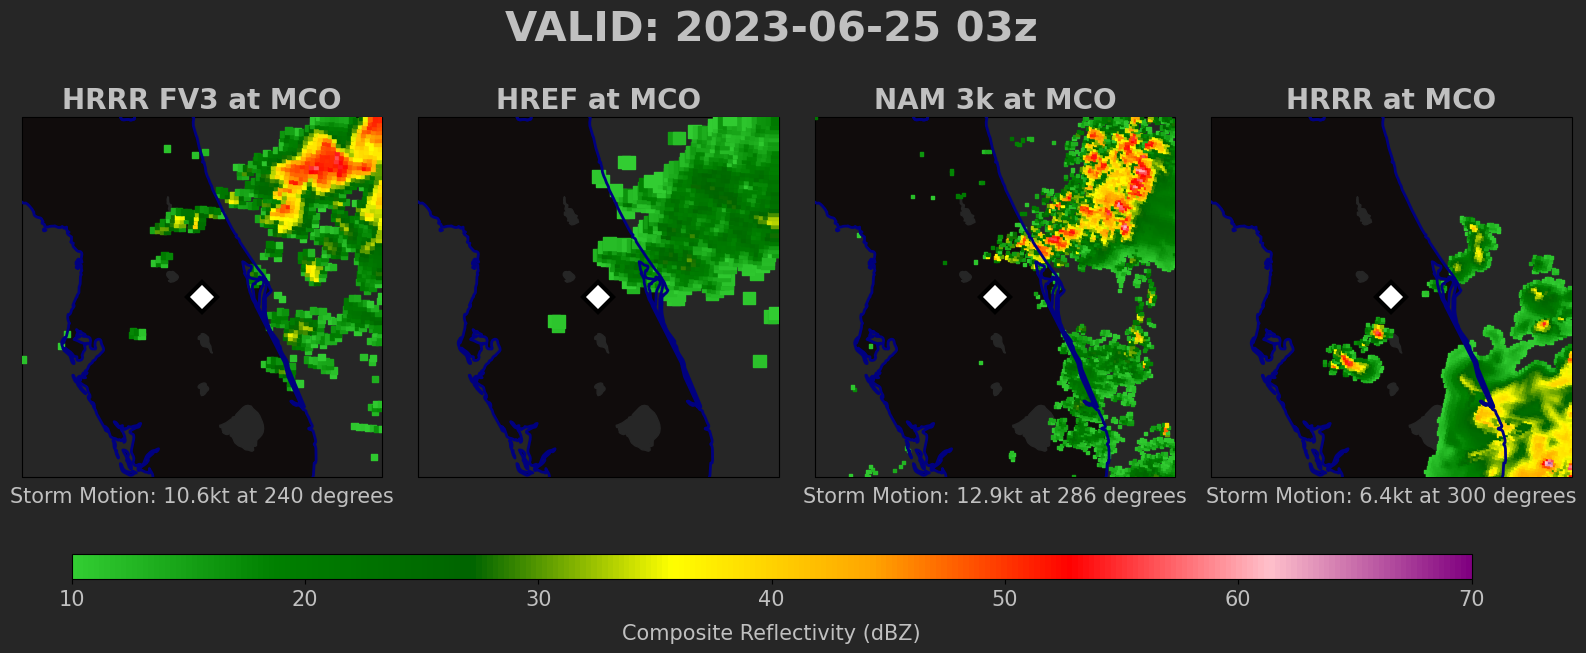 VALID: 2023-06-25 03z
HRRR FV3 at MCO
HREF at MCO
NAM 3k at MCO
HRRR at MCO
Storm Motion: 10.6kt at 240 degrees
Storm Motion: 12.9kt at 286 degrees
Storm Motion: 6.4kt at 300 degrees
10 20 30 40 50 60 70
Composite Reflectivity (dBZ)